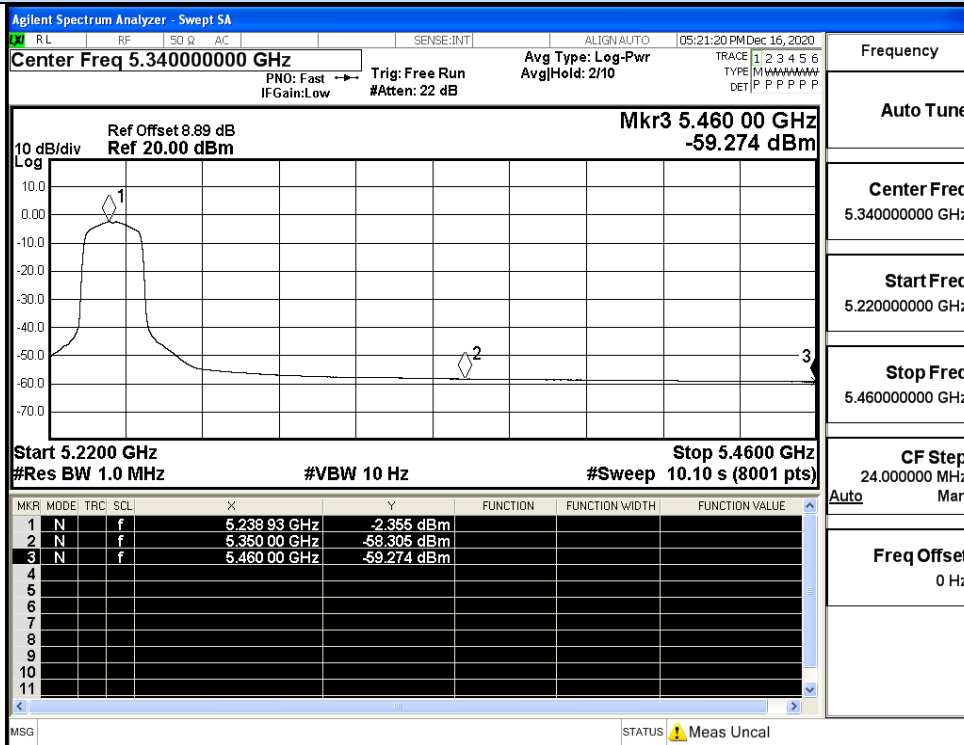 Agilent Spectrum Analyzer - Swept SA
LXI RL RF 50 Ω AC SENSE:INT ALIGN AUTO 05:21:20 PM Dec 16, 2020
Center Freq 5.340000000 GHz
PNO: Fast
IFGain:Low
Trig: Free Run
#Atten: 22 dB
Avg Type: Log-Pwr
Avg|Hold: 2/10
TRACE 1 2 3 4 5 6
TYPE M WWWWW
DET P P P P P P
Mkr3 5.460 00 GHz
-59.274 dBm
Ref Offset 8.89 dB
10 dB/div Ref 20.00 dBm
Log
10.0
0.00
-10.0
-20.0
-30.0
-40.0
-50.0
-60.0
-70.0
1
2
3
Start 5.2200 GHz Stop 5.4600 GHz
#Res BW 1.0 MHz #VBW 10 Hz #Sweep 10.10 s (8001 pts)
MKR MODE TRC SCL X Y FUNCTION FUNCTION WIDTH FUNCTION VALUE
1 N f 5.238 93 GHz -2.355 dBm
2 N f 5.350 00 GHz -58.305 dBm
3 N f 5.460 00 GHz -59.274 dBm
4
5
6
7
8
9
10
11
MSG STATUS Meas Uncal
Frequency
Auto Tune
Center Freq
5.340000000 GHz
Start Freq
5.220000000 GHz
Stop Freq
5.460000000 GHz
CF Step
24.000000 MHz
Auto Man
Freq Offset
0 Hz